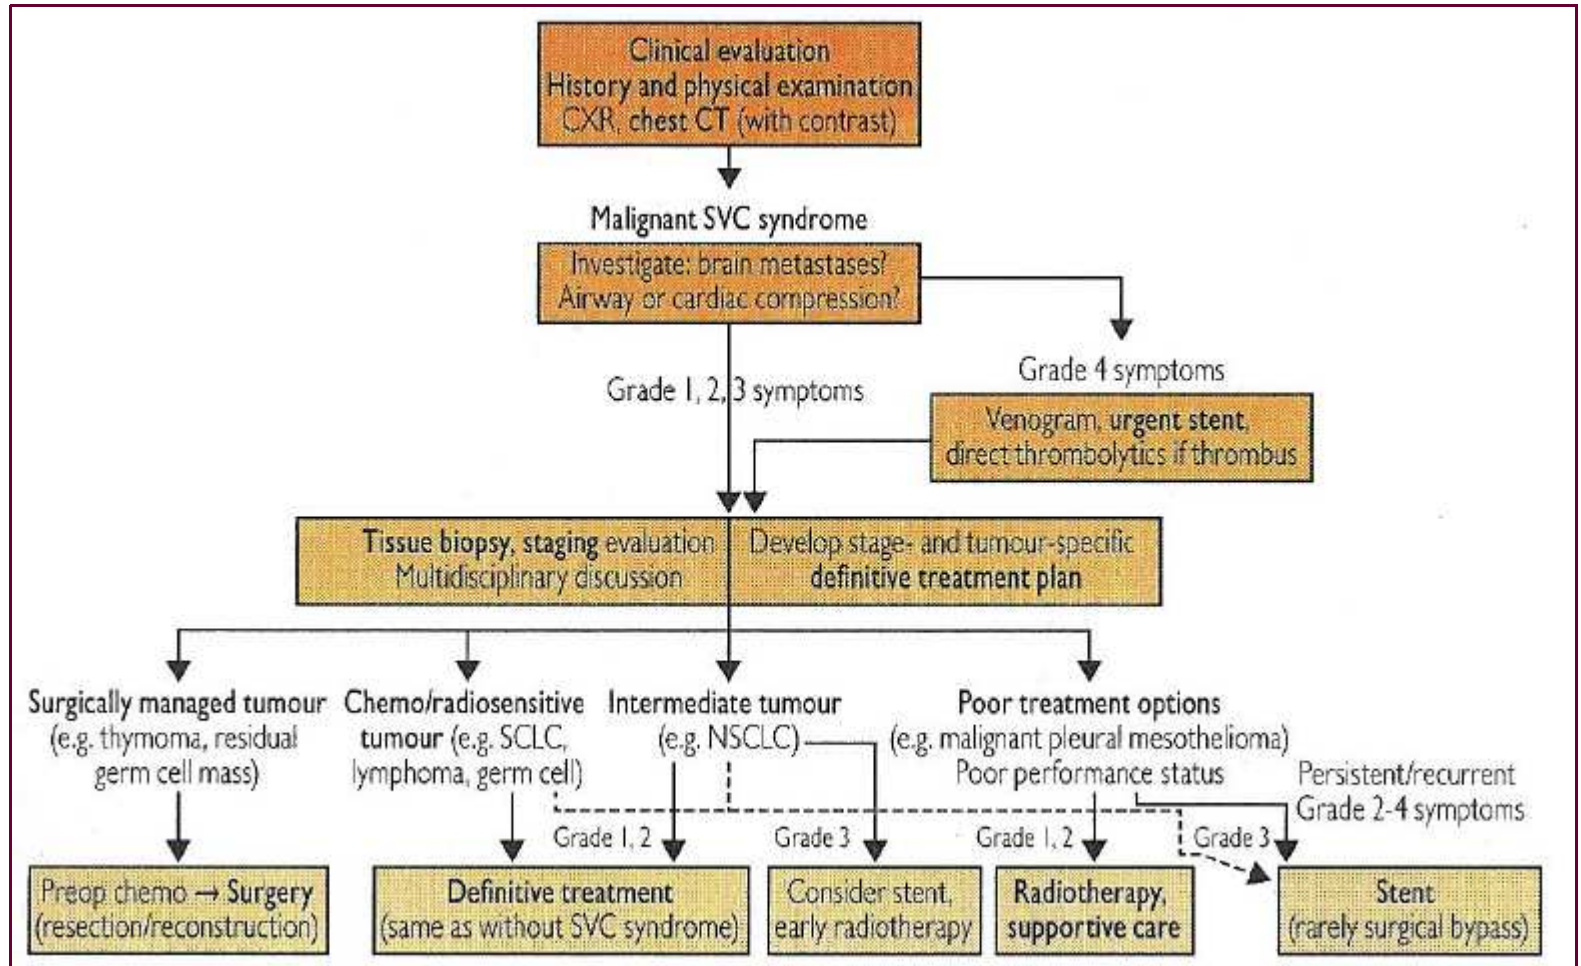 Clinical evaluation
History and physical examination
CXR, chest CT (with contrast)
Malignant SVC syndrome
Investigate: brain metastases?
Airway or cardiac compression?
Grade 1, 2, 3 symptoms
Grade 4 symptoms
Venogram, urgent stent,
direct thrombolytics if thrombus
Tissue biopsy, staging evaluation
Multidisciplinary discussion
Develop stage- and tumour-specific
definitive treatment plan
Surgically managed tumour
(e.g. thymoma, residual
germ cell mass)
Chemo/radiosensitive
tumour (e.g. SCLC,
lymphoma, germ cell)
Intermediate tumour
(e.g. NSCLC)
Poor treatment options
(e.g. malignant pleural mesothelioma)
Poor performance status
Persistent/recurrent
Grade 2-4 symptoms
Grade 1, 2
Grade 3
Grade 1, 2
Grade 3
Preop chemo → Surgery
(resection/reconstruction)
Definitive treatment
(same as without SVC syndrome)
Consider stent,
early radiotherapy
Radiotherapy,
supportive care
Stent
(rarely surgical bypass)